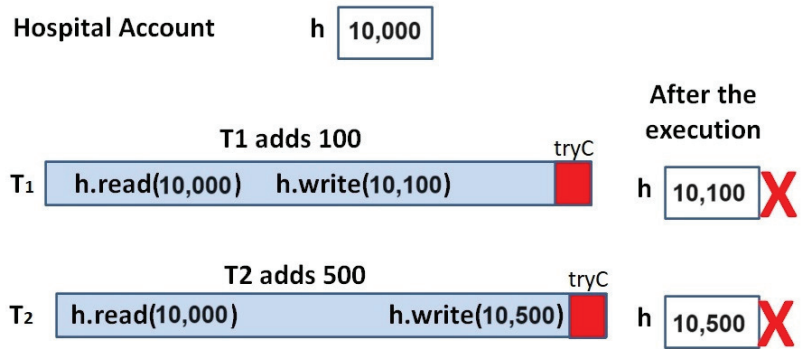 Hospital Account h 10,000
After the
execution
T1 adds 100
tryC
T1 h.read(10,000) h.write(10,100) h 10,100 X
T2 adds 500
tryC
T2 h.read(10,000) h.write(10,500) h 10,500 X